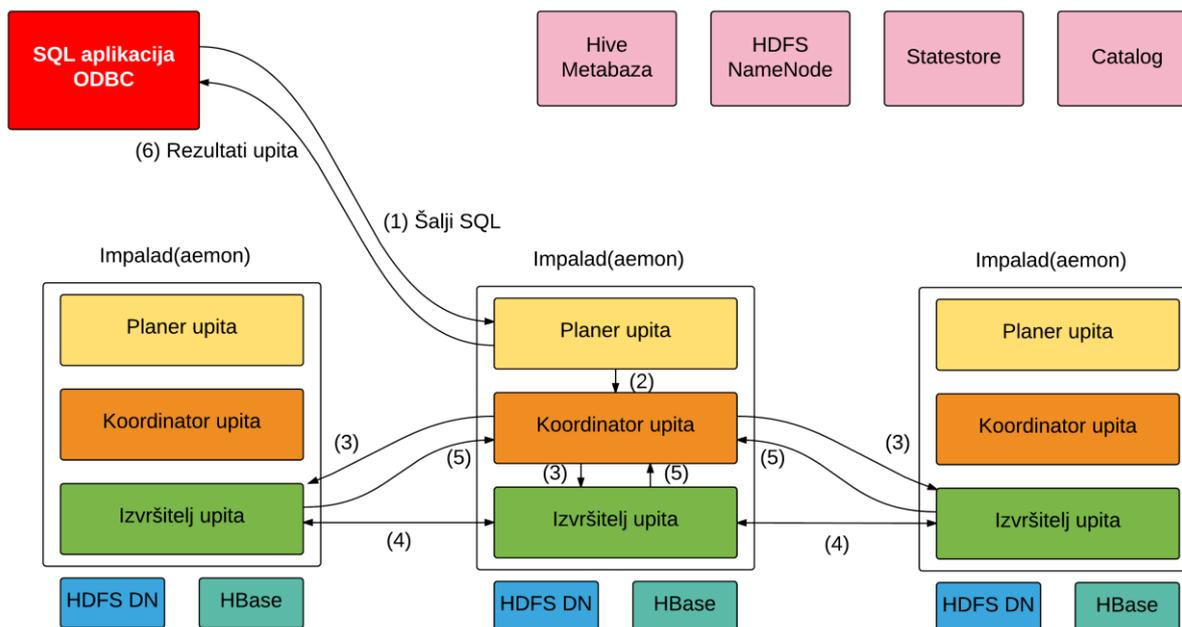 SQL aplikacija
ODBC
Hive
Metabaza
HDFS
NameNode
Statestore
Catalog
(6) Rezultati upita
(1) Šalji SQL
Impalad(aemon)
Impalad(aemon)
Impalad(aemon)
Planer upita
Planer upita
Planer upita
(2)
Koordinator upita
Koordinator upita
Koordinator upita
(3)
(5)
(3)
(5)
(5)
(3)
Izvršitelj upita
Izvršitelj upita
Izvršitelj upita
(4)
(4)
HDFS DN
HBase
HDFS DN
HBase
HDFS DN
HBase